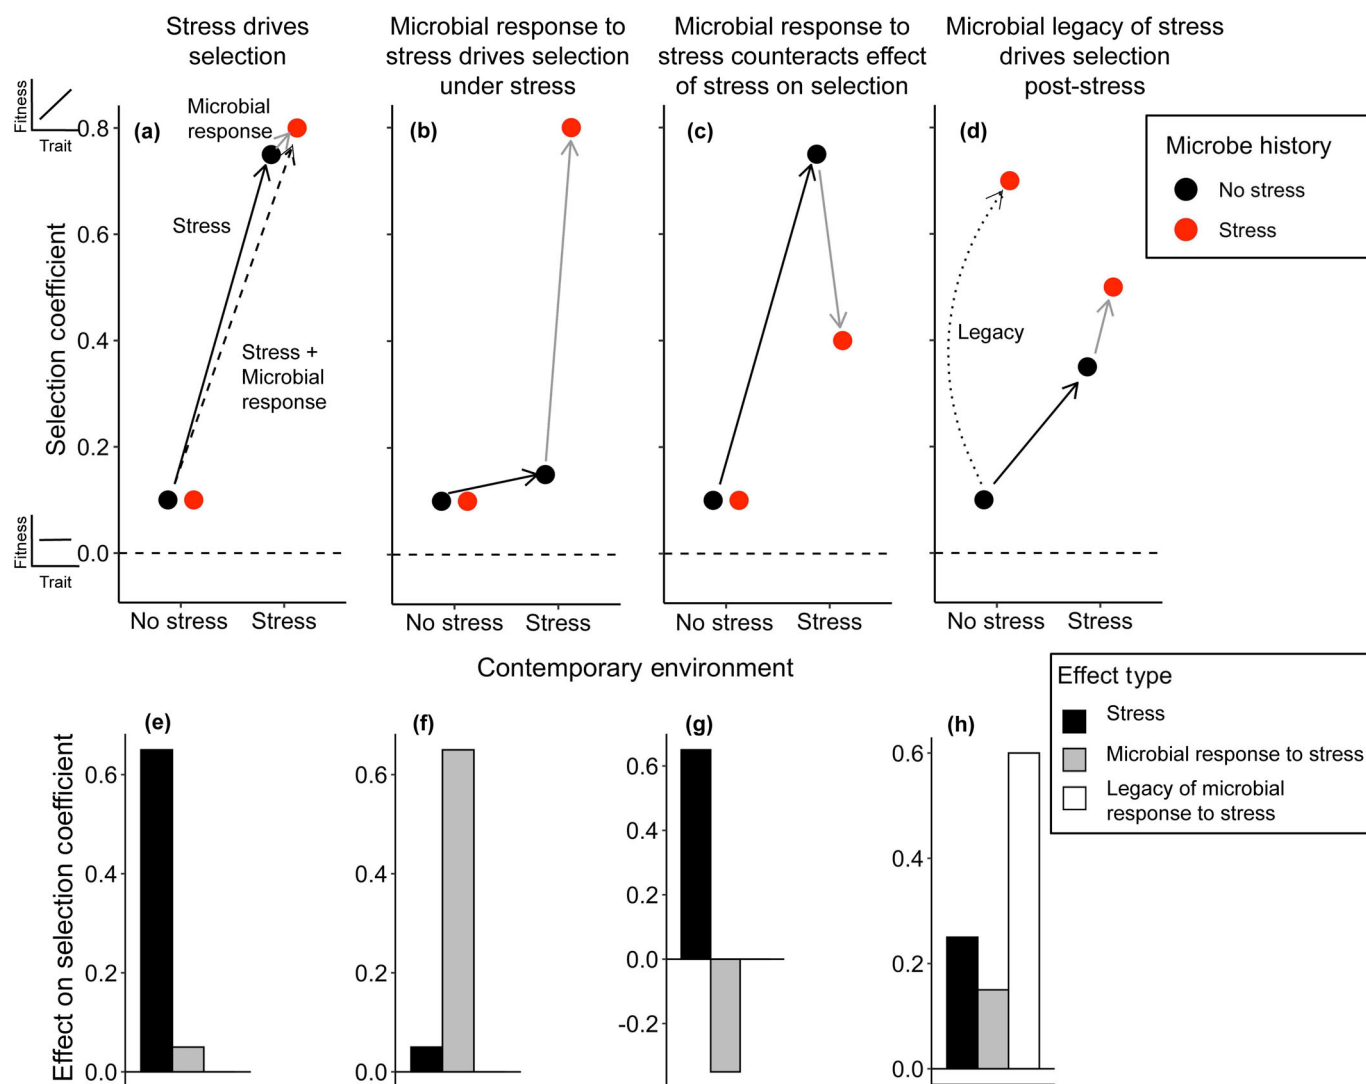 Stress drives
selection
Microbial response to
stress drives selection
under stress
Microbial response to
stress counteracts effect
of stress on selection
Microbial legacy of stress
drives selection
post-stress
Fitness
Trait
Fitness
Trait
Selection coefficient
0.8
0.6
0.4
0.2
0.0
(a)
Microbial
response
Stress
Stress +
Microbial
response
(b)
(c)
(d)
Legacy
Microbe history
No stress
Stress
No stress
Stress
No stress
Stress
No stress
Stress
No stress
Stress
Contemporary environment
Effect type
Stress
Microbial response to stress
Legacy of microbial
response to stress
Effect on selection coefficient
(e)
0.6
0.4
0.2
0.0
(f)
0.6
0.4
0.2
0.0
(g)
0.6
0.4
0.2
0.0
-0.2
(h)
0.6
0.4
0.2
0.0